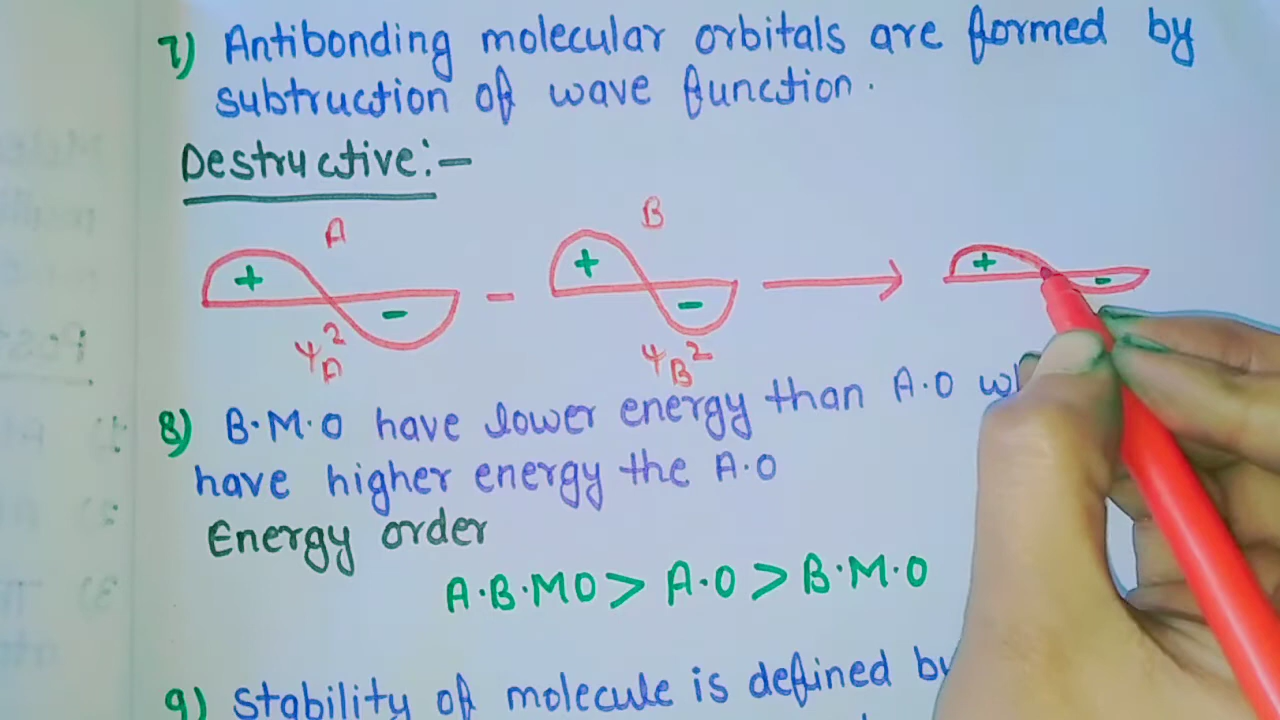 7) Antibonding molecular orbitals are formed by
subtruction of wave function.
Destructive:-
A B
+ - - + - → + -
ψA² ψB²
8) B.M.O have lower energy than A.O
have higher energy the A.O
Energy order
A.B.MO > A.O > B.M.O
9) Stability of molecule is defined